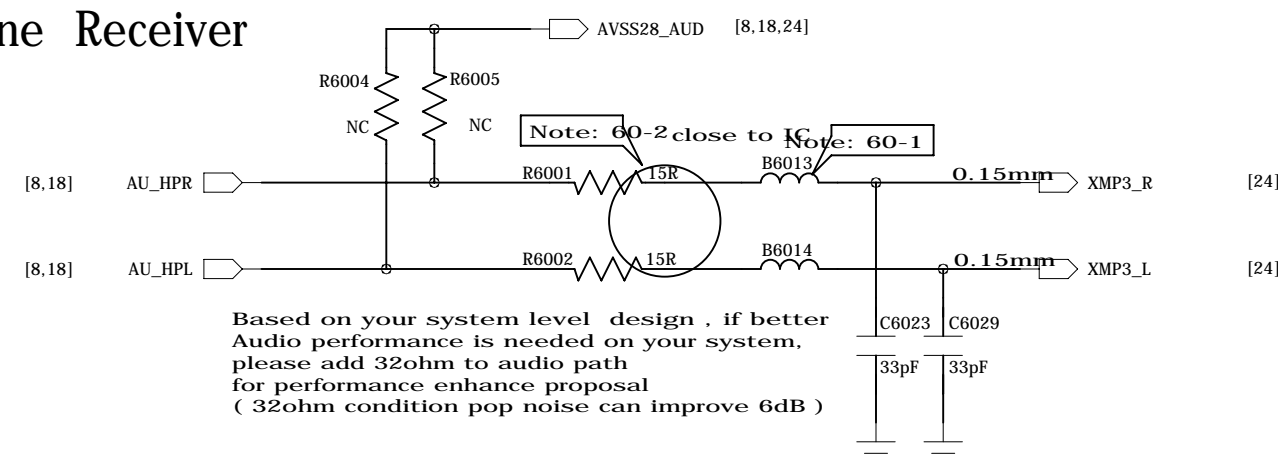 ne Receiver
AVSS28_AUD [8,18,24]
R6004 R6005
NC NC
Note: 60-2 close to IC
Note: 60-1
[8,18] AU_HPR R6001 15R B6013 0.15mm XMP3_R [24]
[8,18] AU_HPL R6002 15R B6014 0.15mm XMP3_L [24]
Based on your system level design , if better
Audio performance is needed on your system,
please add 32ohm to audio path
for performance enhance proposal
( 32ohm condition pop noise can improve 6dB )
C6023 C6029
33pF 33pF